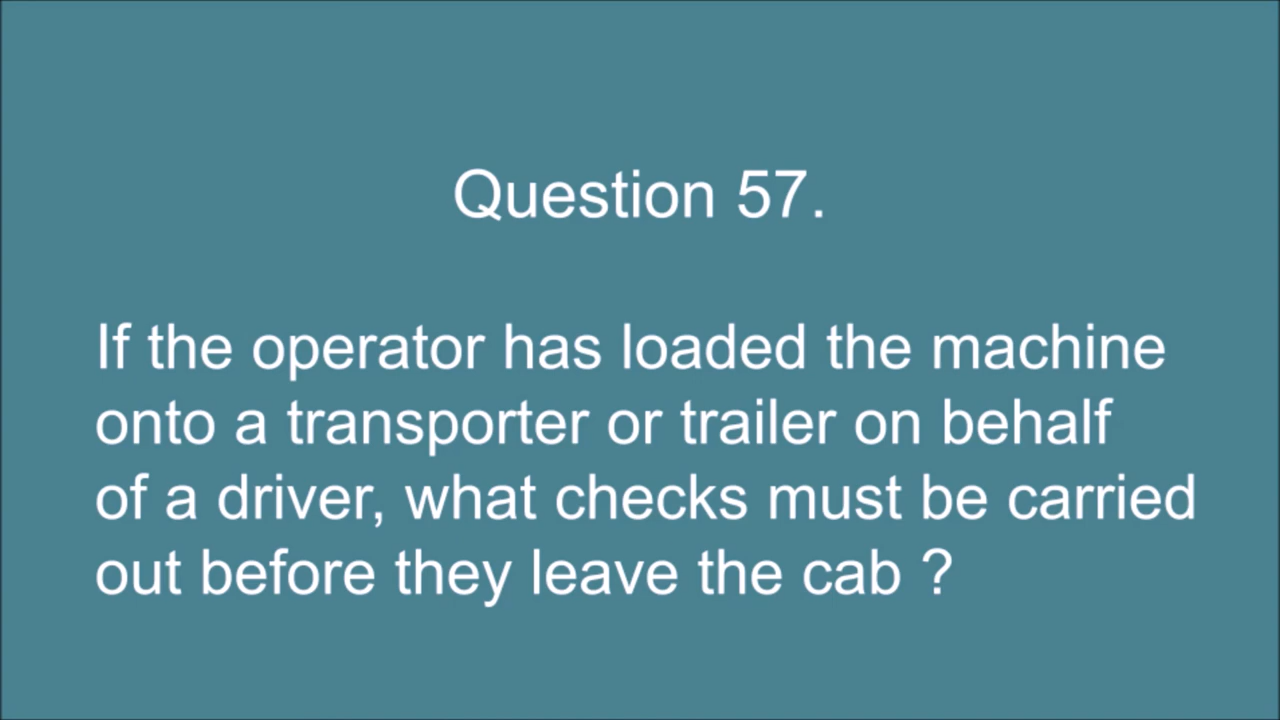 Question 57.
If the operator has loaded the machine
onto a transporter or trailer on behalf
of a driver, what checks must be carried
out before they leave the cab ?